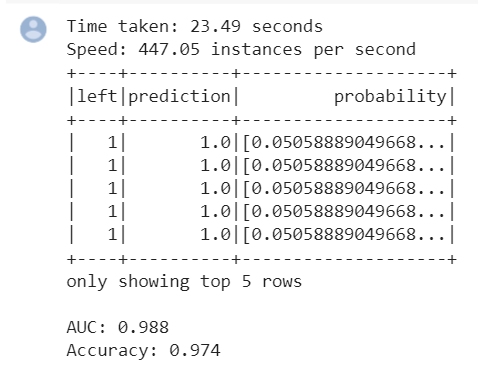 Time taken: 23.49 seconds
Speed: 447.05 instances per second
+----+----------+--------------------+
|left|prediction|         probability|
+----+----------+--------------------+
|   1|       1.0|[0.05058889049668...|
|   1|       1.0|[0.05058889049668...|
|   1|       1.0|[0.05058889049668...|
|   1|       1.0|[0.05058889049668...|
|   1|       1.0|[0.05058889049668...|
+----+----------+--------------------+
only showing top 5 rows

AUC: 0.988
Accuracy: 0.974